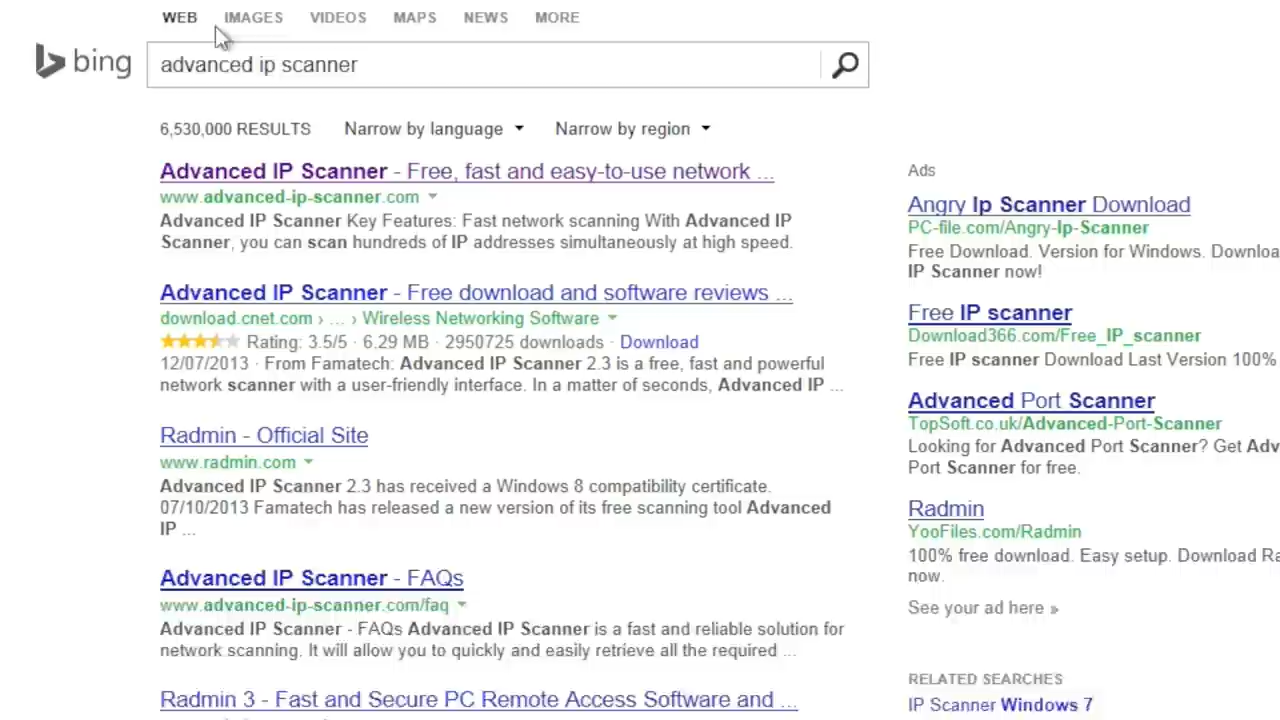 WEB IMAGES VIDEOS MAPS NEWS MORE
bing
advanced ip scanner
6,530,000 RESULTS Narrow by language Narrow by region
Advanced IP Scanner - Free, fast and easy-to-use network ...
www.advanced-ip-scanner.com
Advanced IP Scanner Key Features: Fast network scanning With Advanced IP
Scanner, you can scan hundreds of IP addresses simultaneously at high speed.
Advanced IP Scanner - Free download and software reviews ...
download.cnet.com › ... › Wireless Networking Software
Rating: 3.5/5 · 6.29 MB · 2950725 downloads · Download
12/07/2013 · From Famatech: Advanced IP Scanner 2.3 is a free, fast and powerful
network scanner with a user-friendly interface. In a matter of seconds, Advanced IP ...
Radmin - Official Site
www.radmin.com
Advanced IP Scanner 2.3 has received a Windows 8 compatibility certificate.
07/10/2013 Famatech has released a new version of its free scanning tool Advanced
IP ...
Advanced IP Scanner - FAQs
www.advanced-ip-scanner.com/faq
Advanced IP Scanner - FAQs Advanced IP Scanner is a fast and reliable solution for
network scanning. It will allow you to quickly and easily retrieve all the required ...
Radmin 3 - Fast and Secure PC Remote Access Software and ...
Ads
Angry Ip Scanner Download
PC-file.com/Angry-Ip-Scanner
Free Download. Version for Windows. Downloa
IP Scanner now!
Free IP scanner
Download366.com/Free_IP_scanner
Free IP scanner Download Last Version 100%
Advanced Port Scanner
TopSoft.co.uk/Advanced-Port-Scanner
Looking for Advanced Port Scanner? Get Adv
Port Scanner for free.
Radmin
YooFiles.com/Radmin
100% free download. Easy setup. Download Ra
now.
See your ad here »
RELATED SEARCHES
IP Scanner Windows 7